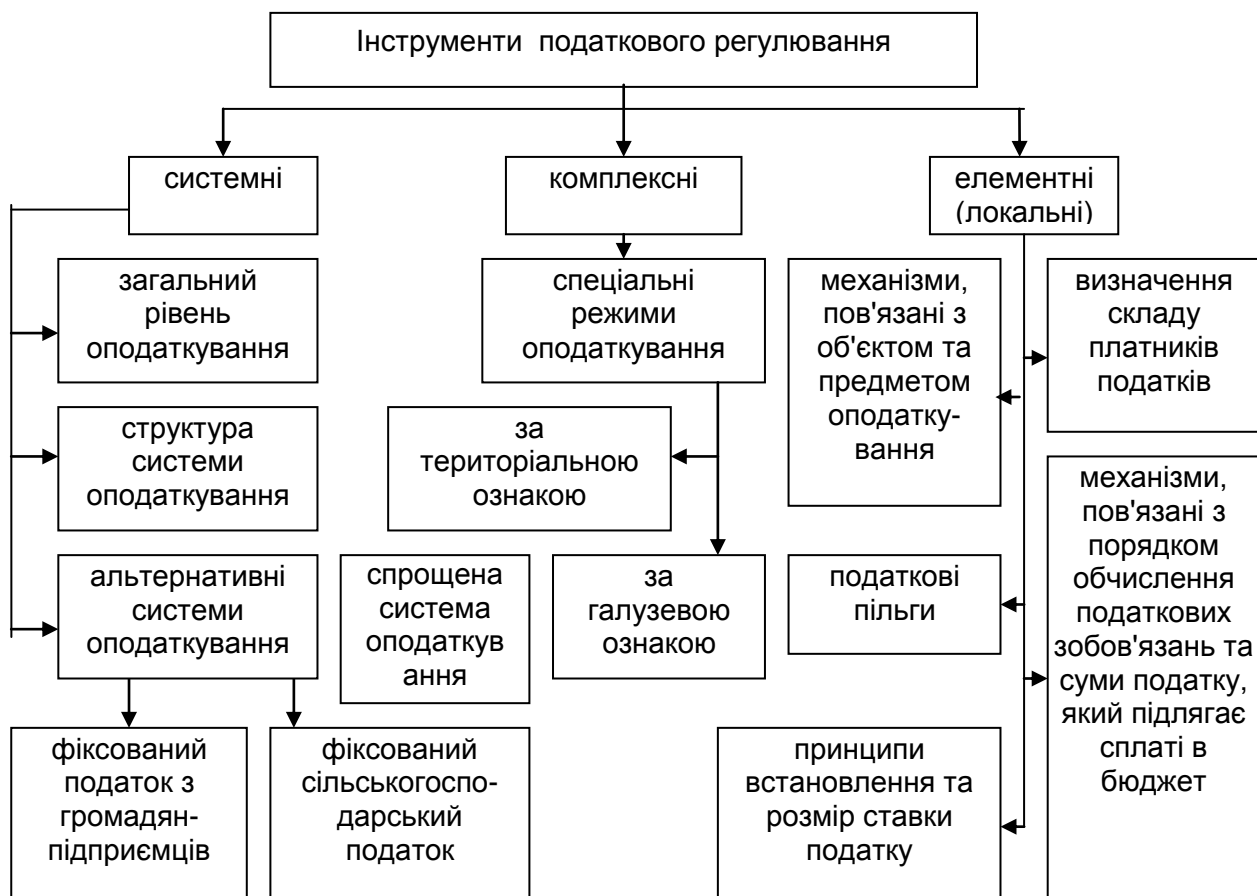 Інструменти податкового регулювання
системні
комплексні
елементні
(локальні)
загальний
рівень
оподаткування
структура
системи
оподаткування
альтернативні
системи
оподаткування
фіксований
податок з
громадян-
підприємців
фіксований
сільськогоспо-
дарський
податок
спеціальні
режими
оподаткування
за
територіальною
ознакою
спрощена
система
оподаткув
ання
за
галузевою
ознакою
механізми,
пов'язані з
об'єктом та
предметом
оподатку-
вання
визначення
складу
платників
податків
податкові
пільги
механізми,
пов'язані з
порядком
обчислення
податкових
зобов'язань та
суми податку,
який підлягає
сплаті в
бюджет
принципи
встановлення та
розмір ставки
податку